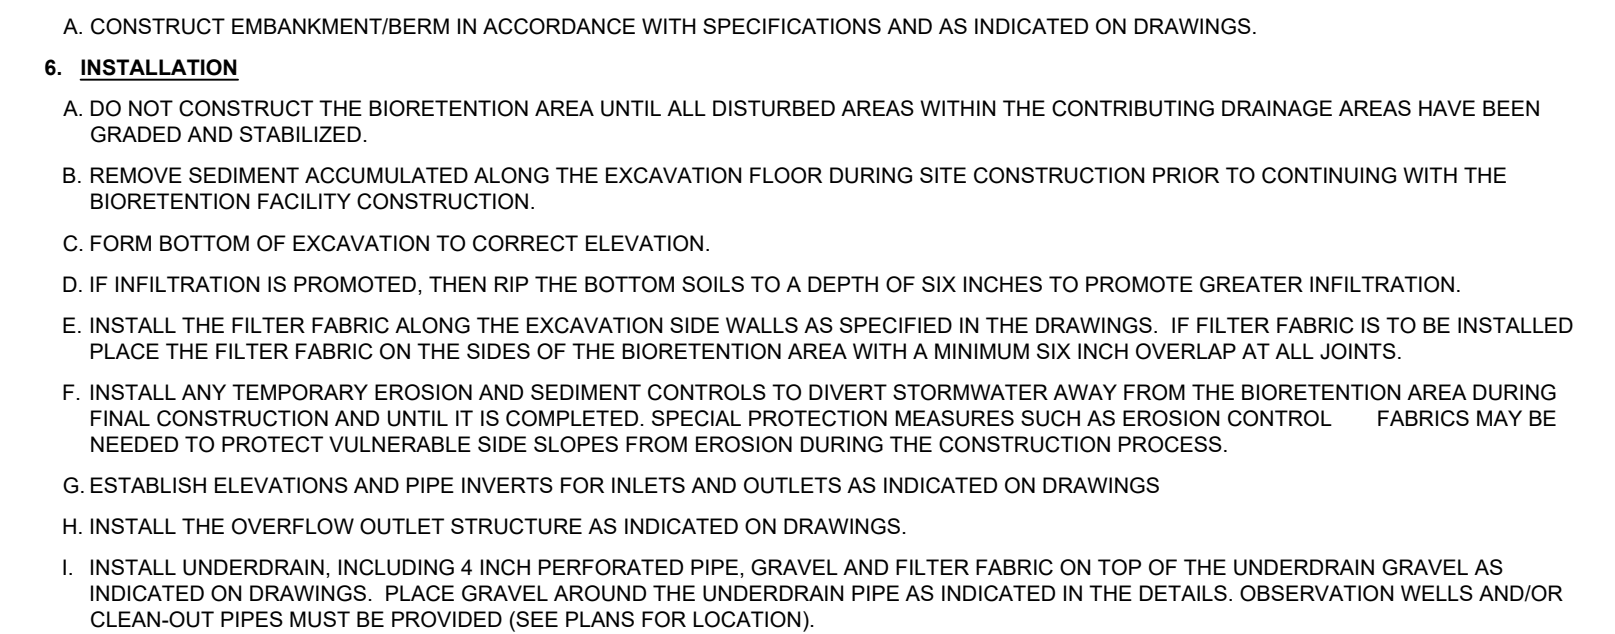 A. CONSTRUCT EMBANKMENT/BERM IN ACCORDANCE WITH SPECIFICATIONS AND AS INDICATED ON DRAWINGS.
6. INSTALLATION
A. DO NOT CONSTRUCT THE BIORETENTION AREA UNTIL ALL DISTURBED AREAS WITHIN THE CONTRIBUTING DRAINAGE AREAS HAVE BEEN
GRADED AND STABILIZED.
B. REMOVE SEDIMENT ACCUMULATED ALONG THE EXCAVATION FLOOR DURING SITE CONSTRUCTION PRIOR TO CONTINUING WITH THE
BIORETENTION FACILITY CONSTRUCTION.
C. FORM BOTTOM OF EXCAVATION TO CORRECT ELEVATION.
D. IF INFILTRATION IS PROMOTED, THEN RIP THE BOTTOM SOILS TO A DEPTH OF SIX INCHES TO PROMOTE GREATER INFILTRATION.
E. INSTALL THE FILTER FABRIC ALONG THE EXCAVATION SIDE WALLS AS SPECIFIED IN THE DRAWINGS.  IF FILTER FABRIC IS TO BE INSTALLED
PLACE THE FILTER FABRIC ON THE SIDES OF THE BIORETENTION AREA WITH A MINIMUM SIX INCH OVERLAP AT ALL JOINTS.
F. INSTALL ANY TEMPORARY EROSION AND SEDIMENT CONTROLS TO DIVERT STORMWATER AWAY FROM THE BIORETENTION AREA DURING
FINAL CONSTRUCTION AND UNTIL IT IS COMPLETED. SPECIAL PROTECTION MEASURES SUCH AS EROSION CONTROL     FABRICS MAY BE
NEEDED TO PROTECT VULNERABLE SIDE SLOPES FROM EROSION DURING THE CONSTRUCTION PROCESS.
G. ESTABLISH ELEVATIONS AND PIPE INVERTS FOR INLETS AND OUTLETS AS INDICATED ON DRAWINGS
H. INSTALL THE OVERFLOW OUTLET STRUCTURE AS INDICATED ON DRAWINGS.
I. INSTALL UNDERDRAIN, INCLUDING 4 INCH PERFORATED PIPE, GRAVEL AND FILTER FABRIC ON TOP OF THE UNDERDRAIN GRAVEL AS
INDICATED ON DRAWINGS.  PLACE GRAVEL AROUND THE UNDERDRAIN PIPE AS INDICATED IN THE DETAILS. OBSERVATION WELLS AND/OR
CLEAN-OUT PIPES MUST BE PROVIDED (SEE PLANS FOR LOCATION).